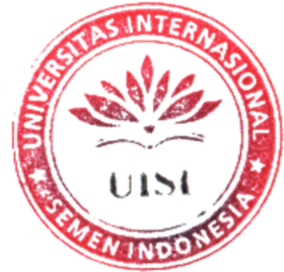 UNIVERSITAS INTERNASIONAL
UISI
SEMEN INDONESIA